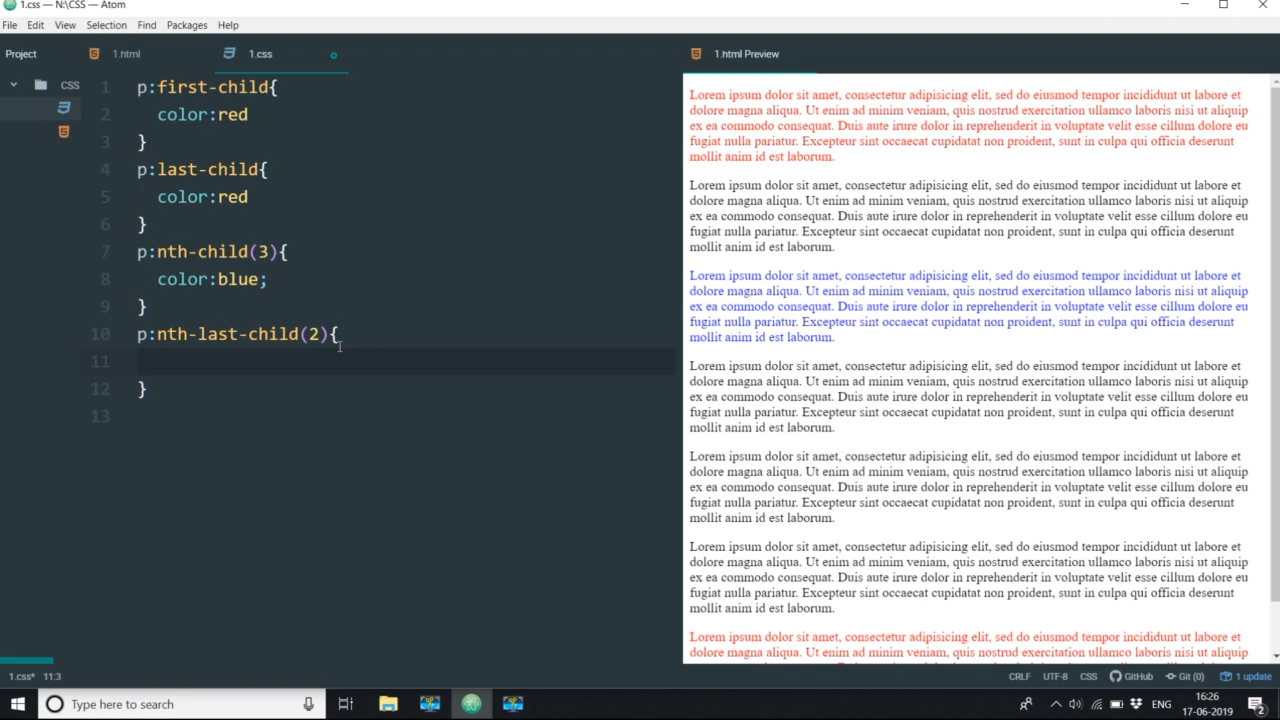 1.css — N:\CSS — Atom
File Edit View Selection Find Packages Help
Project 1.html 1.css 1.html Preview
CSS
1 p:first-child{
2 color:red
3 }
4 p:last-child{
5 color:red
6 }
7 p:nth-child(3){
8 color:blue;
9 }
10 p:nth-last-child(2){
11
12 }
13
Lorem ipsum dolor sit amet, consectetur adipisicing elit, sed do eiusmod tempor incididunt ut labore et
dolore magna aliqua. Ut enim ad minim veniam, quis nostrud exercitation ullamco laboris nisi ut aliquip
ex ea commodo consequat. Duis aute irure dolor in reprehenderit in voluptate velit esse cillum dolore eu
fugiat nulla pariatur. Excepteur sint occaecat cupidatat non proident, sunt in culpa qui officia deserunt
mollit anim id est laborum.
Lorem ipsum dolor sit amet, consectetur adipisicing elit, sed do eiusmod tempor incididunt ut labore et
dolore magna aliqua. Ut enim ad minim veniam, quis nostrud exercitation ullamco laboris nisi ut aliquip
ex ea commodo consequat. Duis aute irure dolor in reprehenderit in voluptate velit esse cillum dolore eu
fugiat nulla pariatur. Excepteur sint occaecat cupidatat non proident, sunt in culpa qui officia deserunt
mollit anim id est laborum.
Lorem ipsum dolor sit amet, consectetur adipisicing elit, sed do eiusmod tempor incididunt ut labore et
dolore magna aliqua. Ut enim ad minim veniam, quis nostrud exercitation ullamco laboris nisi ut aliquip
ex ea commodo consequat. Duis aute irure dolor in reprehenderit in voluptate velit esse cillum dolore eu
fugiat nulla pariatur. Excepteur sint occaecat cupidatat non proident, sunt in culpa qui officia deserunt
mollit anim id est laborum.
Lorem ipsum dolor sit amet, consectetur adipisicing elit, sed do eiusmod tempor incididunt ut labore et
dolore magna aliqua. Ut enim ad minim veniam, quis nostrud exercitation ullamco laboris nisi ut aliquip
ex ea commodo consequat. Duis aute irure dolor in reprehenderit in voluptate velit esse cillum dolore eu
fugiat nulla pariatur. Excepteur sint occaecat cupidatat non proident, sunt in culpa qui officia deserunt
mollit anim id est laborum.
Lorem ipsum dolor sit amet, consectetur adipisicing elit, sed do eiusmod tempor incididunt ut labore et
dolore magna aliqua. Ut enim ad minim veniam, quis nostrud exercitation ullamco laboris nisi ut aliquip
ex ea commodo consequat. Duis aute irure dolor in reprehenderit in voluptate velit esse cillum dolore eu
fugiat nulla pariatur. Excepteur sint occaecat cupidatat non proident, sunt in culpa qui officia deserunt
mollit anim id est laborum.
Lorem ipsum dolor sit amet, consectetur adipisicing elit, sed do eiusmod tempor incididunt ut labore et
dolore magna aliqua. Ut enim ad minim veniam, quis nostrud exercitation ullamco laboris nisi ut aliquip
ex ea commodo consequat. Duis aute irure dolor in reprehenderit in voluptate velit esse cillum dolore eu
fugiat nulla pariatur. Excepteur sint occaecat cupidatat non proident, sunt in culpa qui officia deserunt
mollit anim id est laborum.
Lorem ipsum dolor sit amet, consectetur adipisicing elit, sed do eiusmod tempor incididunt ut labore et
dolore magna aliqua. Ut enim ad minim veniam, quis nostrud exercitation ullamco laboris nisi ut aliquip
1.css* 11:3 CRLF UTF-8 CSS GitHub Git (0) 1 update
Type here to search ENG 16:26
17-06-2019 2